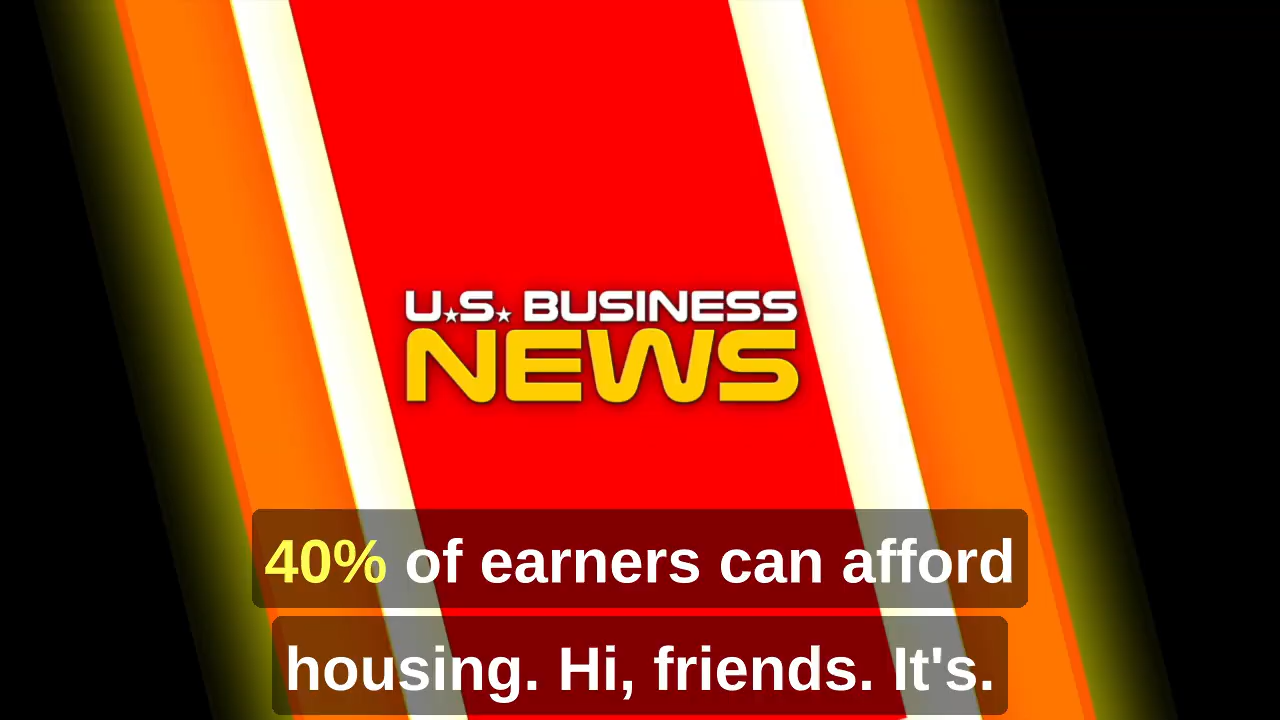 U.S. BUSINESS
NEWS
40% of earners can afford
housing. Hi, friends. It's.